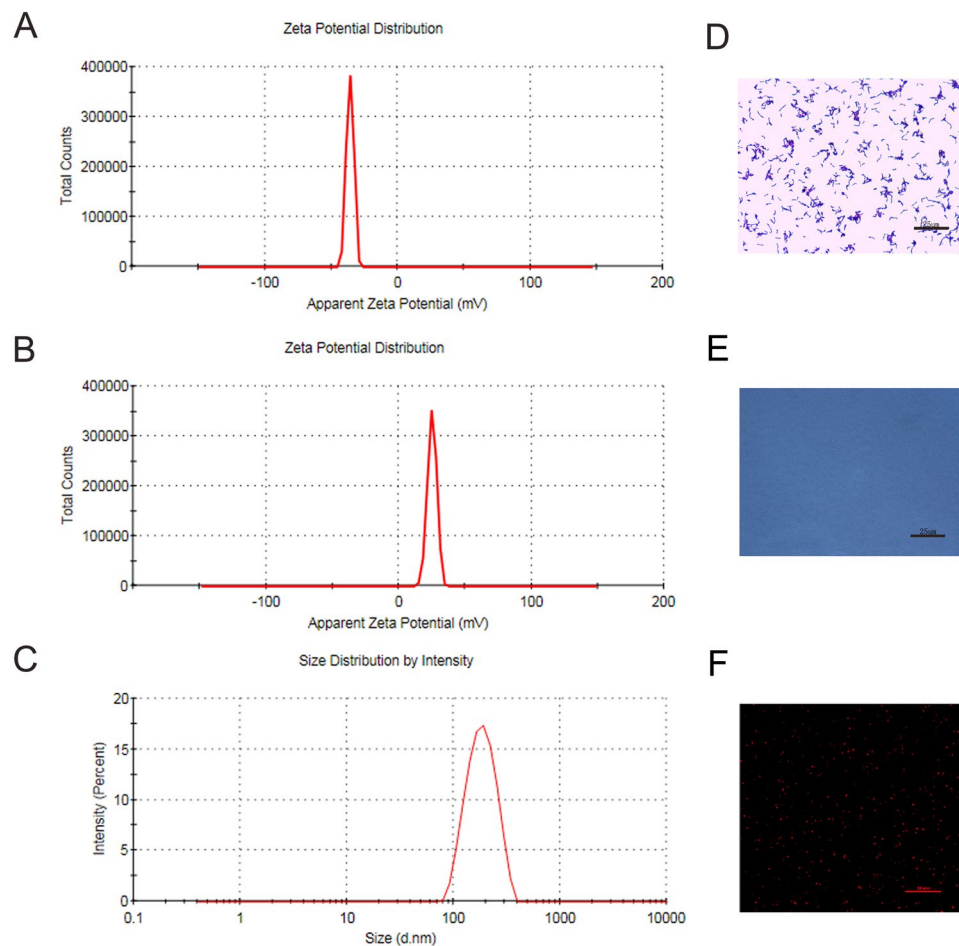 A
Zeta Potential Distribution
400000
300000
200000
100000
0
Total Counts
-100
0
100
200
Apparent Zeta Potential (mV)
B
Zeta Potential Distribution
400000
300000
200000
100000
0
Total Counts
-100
0
100
200
Apparent Zeta Potential (mV)
C
Size Distribution by Intensity
20
15
10
5
0
Intensity (Percent)
0.1
1
10
100
1000
10000
Size (d.nm)
D
25um
E
25um
F